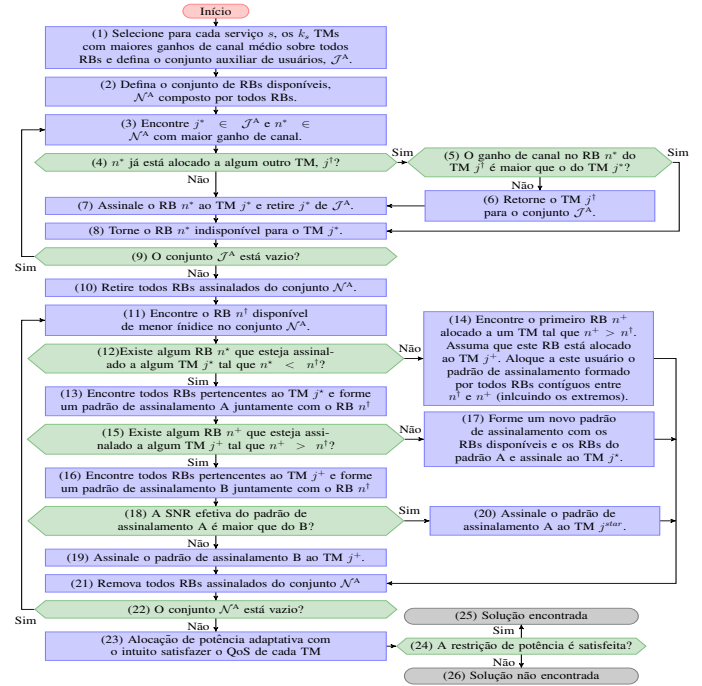 Início
(1) Selecione para cada serviço s, os kₛ TMs
com maiores ganhos de canal médio sobre todos
RBs e defina o conjunto auxiliar de usuários, 𝒥ᴬ.
(2) Defina o conjunto de RBs disponíveis,
𝒩ᴬ composto por todos RBs.
(3) Encontre j* ∈ 𝒥ᴬ e n* ∈
𝒩ᴬ com maior ganho de canal.
Sim
(4) n* já está alocado a algum outro TM, j†?
Não
(5) O ganho de canal no RB n* do
TM j† é maior que o do TM j*?
Sim
Não
(6) Retorne o TM j†
para o conjunto 𝒥ᴬ.
(7) Assinale o RB n* ao TM j* e retire j* de 𝒥ᴬ.
(8) Torne o RB n* indisponível para o TM j*.
(9) O conjunto 𝒥ᴬ está vazio?
Sim
Não
(10) Retire todos RBs assinalados do conjunto 𝒩ᴬ.
(11) Encontre o RB n† disponível
de menor ínidice no conjunto 𝒩ᴬ.
(12)Existe algum RB n⋆ que esteja assinal-
ado a algum TM j⋆ tal que n⋆ < n†?
Não
Sim
(14) Encontre o primeiro RB n⁺
alocado a um TM tal que n⁺ > n†.
Assuma que este RB está alocado
ao TM j⁺. Aloque a este usuário o
padrão de assinalamento formado
por todos RBs contíguos entre
n† e n⁺ (inlcuindo os extremos).
(13) Encontre todos RBs pertencentes ao TM j⋆ e forme
um padrão de assinalamento A juntamente com o RB n†
(15) Existe algum RB n⁺ que esteja assi-
nalado a algum TM j⁺ tal que n⁺ > n†?
Não
Sim
(17) Forme um novo padrão
de assinalamento com os
RBs disponíveis e os RBs do
padrão A e assinale ao TM j⋆.
(16) Encontre todos RBs pertencentes ao TM j⁺ e forme
um padrão de assinalamento B juntamente com o RB n†
(18) A SNR efetiva do padrão de
assinalamento A é maior que do B?
Sim
Não
(20) Assinale o padrão de
assinalamento A ao TM jˢᵗᵃʳ.
(19) Assinale o padrão de assinalamento B ao TM j⁺.
(21) Remova todos RBs assinalados do conjunto 𝒩ᴬ
(22) O conjunto 𝒩ᴬ está vazio?
Sim
Não
(23) Alocação de potência adaptativa com
o intuito satisfazer o QoS de cada TM
(25) Solução encontrada
Sim
(24) A restrição de potência é satisfeita?
Não
(26) Solução não encontrada